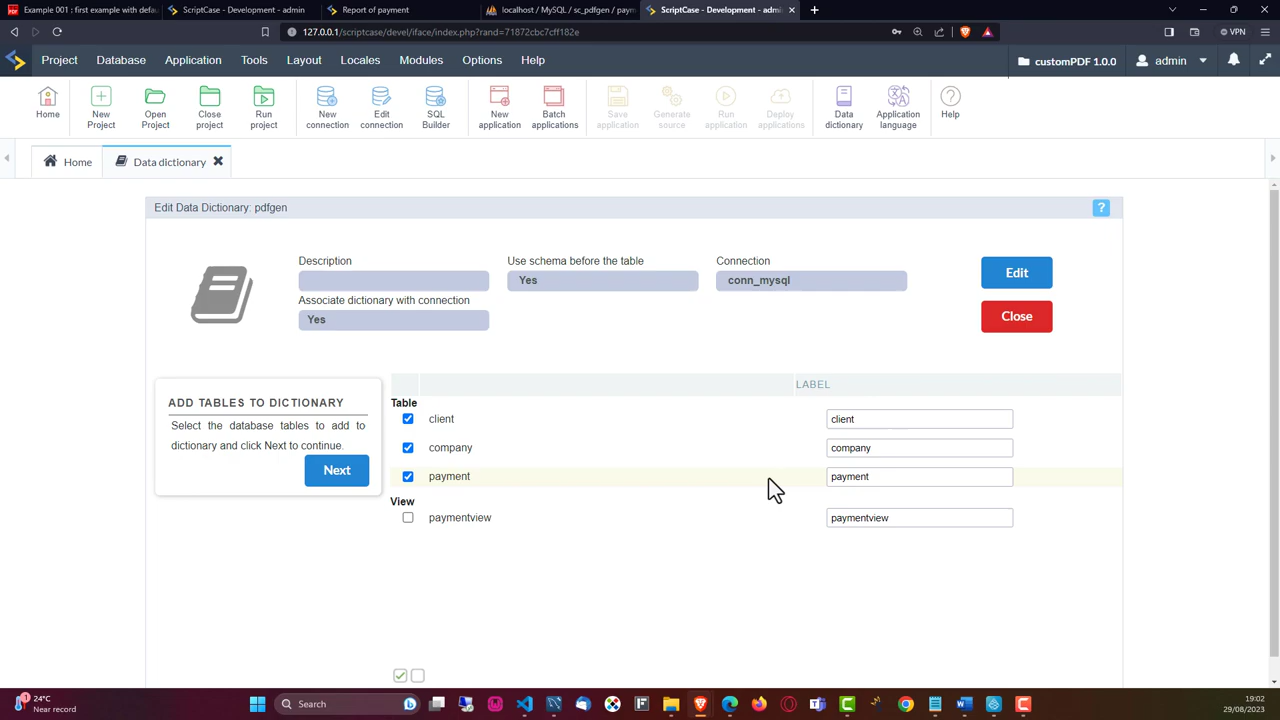 Example 001 : first example with defau
ScriptCase - Development - admin
Report of payment
localhost / MySQL / sc_pdfgen / paym
ScriptCase - Development - admi
127.0.0.1/scriptcase/devel/iface/index.php?rand=71872cbc7cff182e
VPN
Project Database Application Tools Layout Locales Modules Options Help
customPDF 1.0.0
admin
Home
New Project
Open Project
Close project
Run project
New connection
Edit connection
SQL Builder
New application
Batch applications
Save application
Generate source
Run application
Deploy applications
Data dictionary
Application language
Help
Home
Data dictionary
Edit Data Dictionary: pdfgen
?
Description
Use schema before the table
Yes
Connection
conn_mysql
Associate dictionary with connection
Yes
Edit
Close
ADD TABLES TO DICTIONARY
Select the database tables to add to
dictionary and click Next to continue.
Next
LABEL
Table
client client
company company
payment payment
View
paymentview paymentview
24°C
Near record
1
Search
19:02
29/08/2023